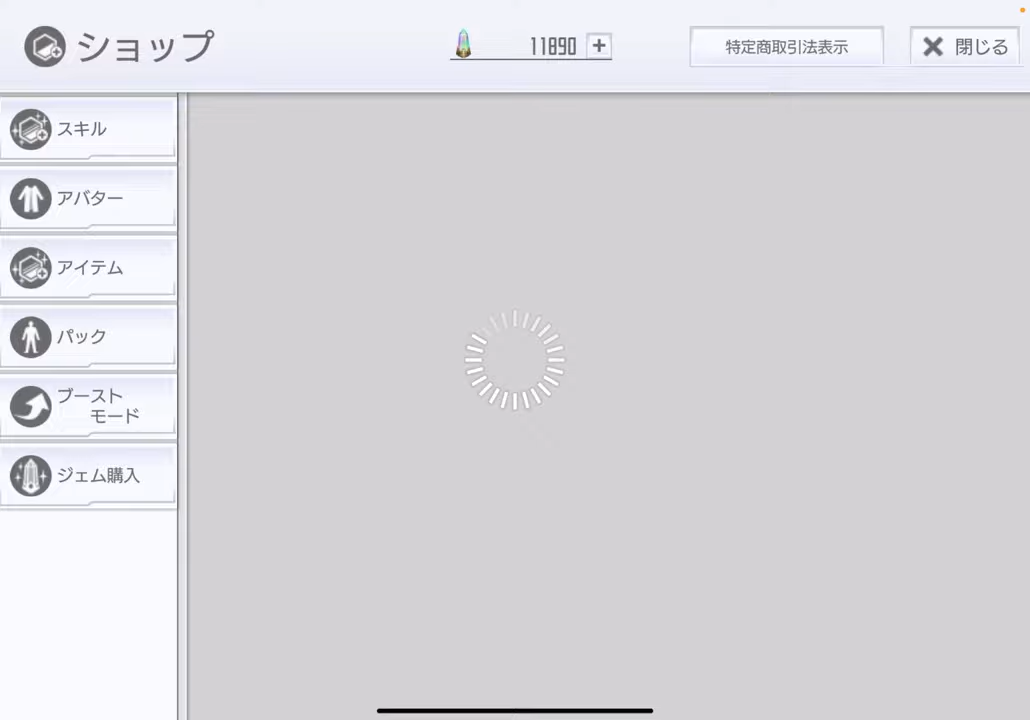 ショップ
11890
特定商取引法表示
閉じる
スキル
アバター
アイテム
パック
ブースト
モード
ジェム購入